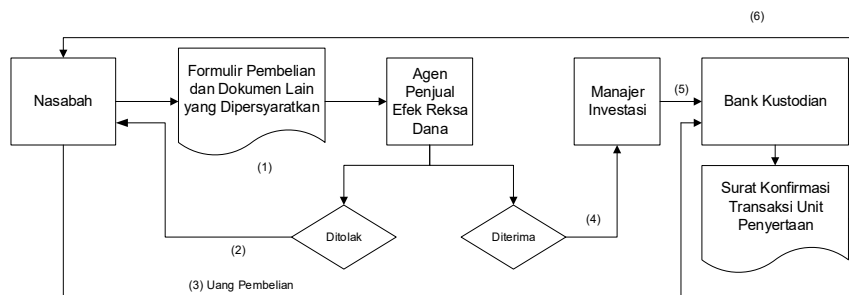 (6)
Nasabah
Formulir Pembelian
dan Dokumen Lain
yang Dipersyaratkan
Agen
Penjual
Efek Reksa
Dana
Manajer
Investasi
(5)
Bank Kustodian
(1)
Surat Konfirmasi
Transaksi Unit
Penyertaan
(2)
Ditolak
Diterima
(4)
(3) Uang Pembelian